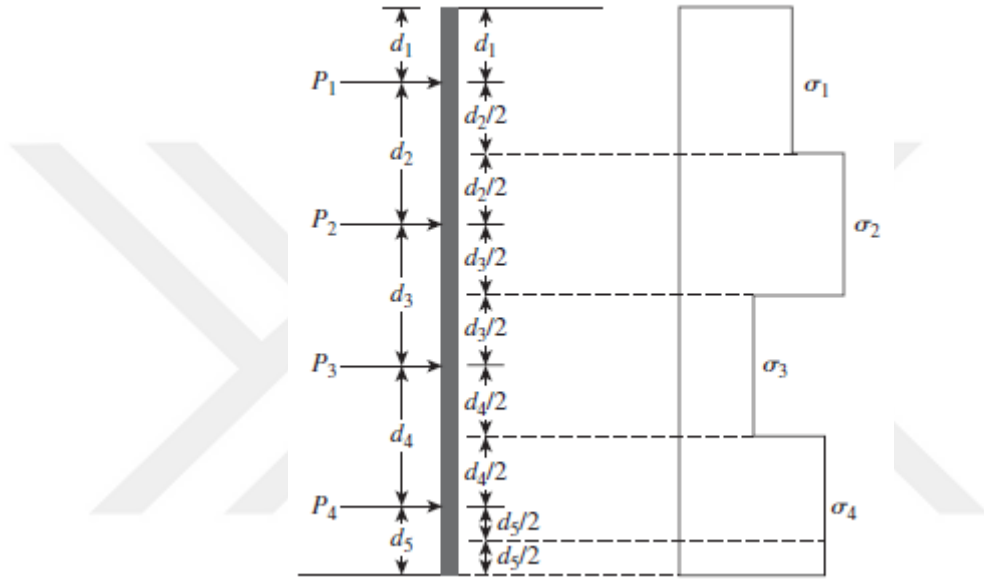 d₁
d₁
P₁
σ₁
d₂/2
d₂
d₂/2
P₂
σ₂
d₃/2
d₃
d₃/2
P₃
σ₃
d₄/2
d₄
d₄/2
P₄
σ₄
d₅/2
d₅
d₅/2